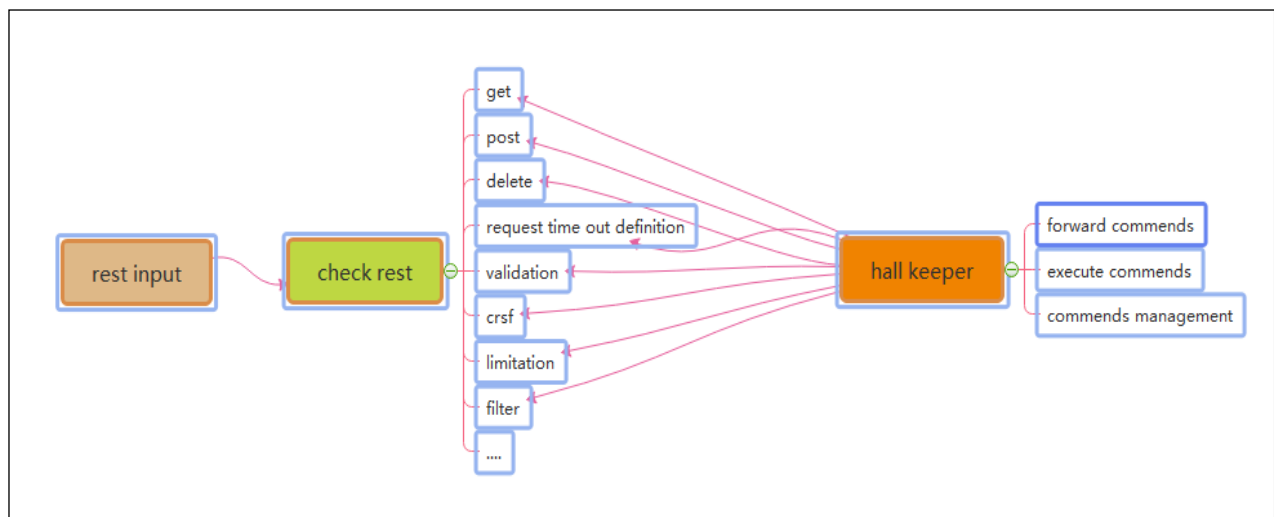 rest input
check rest
get
post
delete
request time out definition
validation
crsf
limitation
filter
....
hall keeper
forward commends
execute commends
commends management